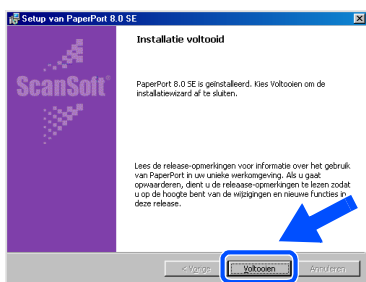 Setup van PaperPort 8.0 SE
Installatie voltooid
ScanSoft®
PaperPort 8.0 SE is geïnstalleerd. Kies Voltooien om de
installatiewizard af te sluiten.
Lees de release-opmerkingen voor informatie over het gebruik
van PaperPort in uw unieke werkomgeving. Als u gaat
opwaarderen, dient u de releaase-opmerkingen te lezen zodat
u op de hoogte bent van de wijzigingen en nieuwe functies in
deze release.
< Vorige Voltooien Annuleren